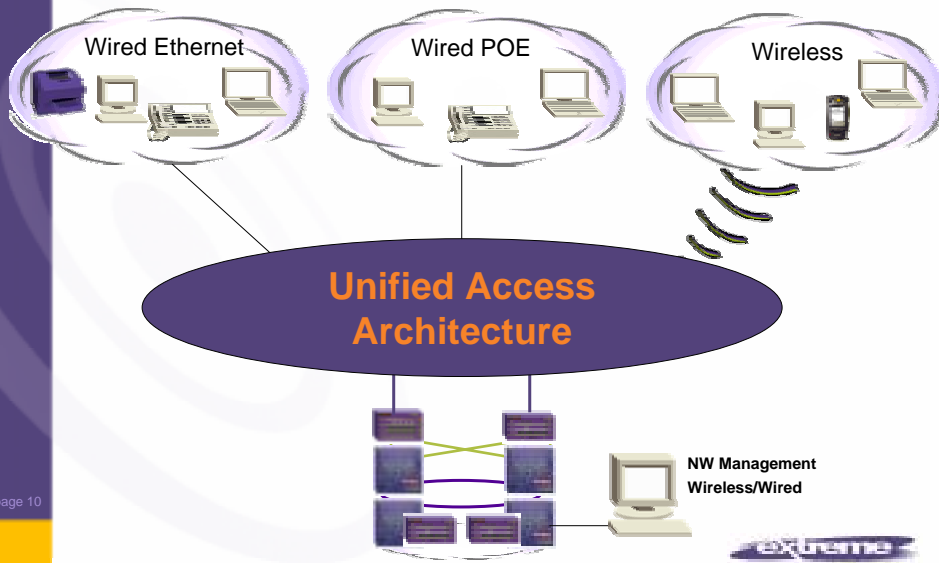 Wired Ethernet
Wired POE
Wireless
Unified Access
Architecture
NW Management
Wireless/Wired
age 10
extreme